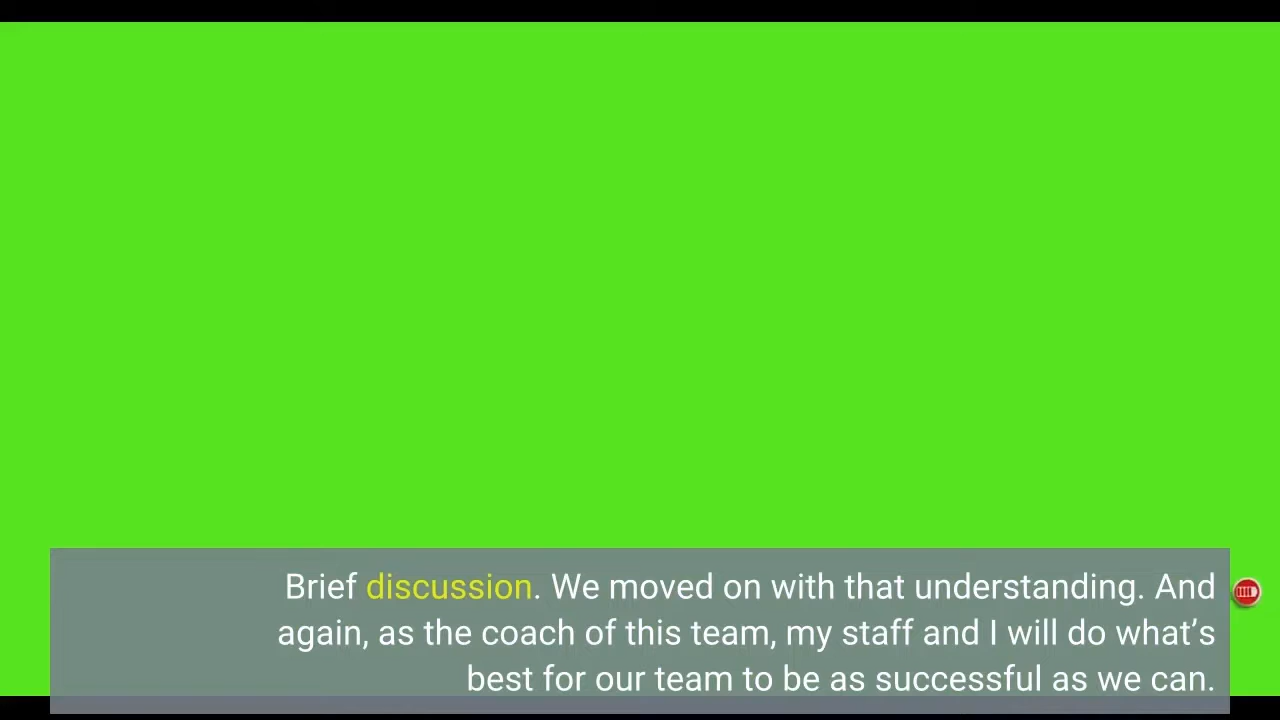 Brief discussion. We moved on with that understanding. And
again, as the coach of this team, my staff and I will do what’s
best for our team to be as successful as we can.